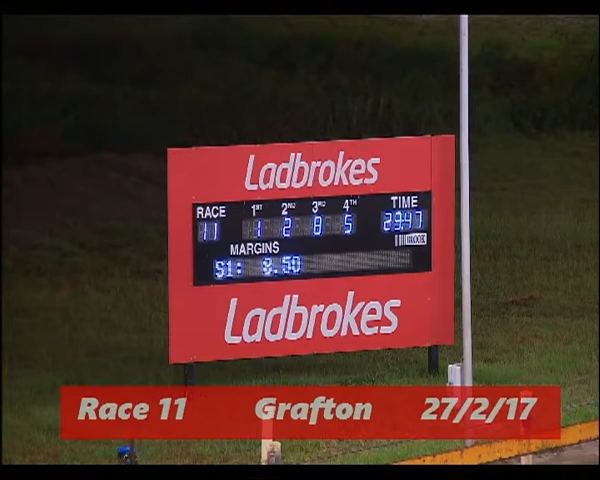 Ladbrokes
RACE 1ST 2ND 3RD 4TH TIME
11 1 2 8 5 29.47
MARGINS
S1: 8.50
Ladbrokes
Race 11 Grafton 27/2/17